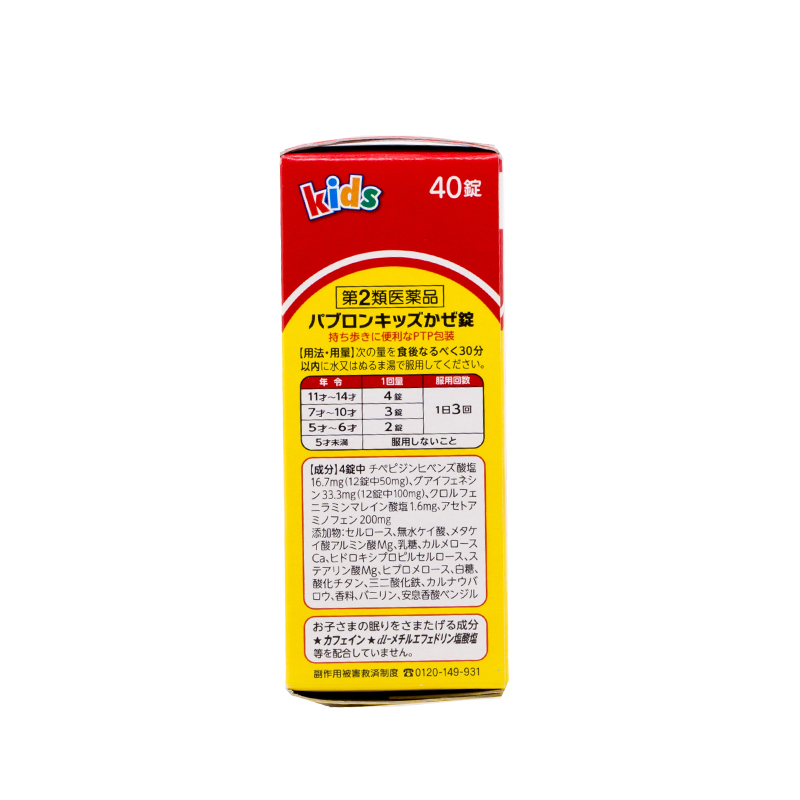 kids
40錠
第2類医薬品
パブロンキッズかぜ錠
持ち歩きに便利なPTP包装
【用法・用量】次の量を食後なるべく30分
以内に水又はぬるま湯で服用してください。
年令 1回量 服用回数
11才〜14才 4錠 1日3回
7才〜10才 3錠
5才〜6才 2錠
5才未満 服用しないこと
【成分】4錠中 チペピジンヒベンズ酸塩
16.7mg(12錠中50mg)、グアイフェネシ
ン33.3mg(12錠中100mg)、クロルフェ
ニラミンマレイン酸塩1.6mg、アセトア
ミノフェン200mg
添加物:セルロース、無水ケイ酸、メタケ
イ酸アルミン酸Mg、乳糖、カルメロース
Ca、ヒドロキシプロピルセルロース、ス
テアリン酸Mg、ヒプロメロース、白糖、
酸化チタン、三二酸化鉄、カルナウバ
ロウ、香料、バニリン、安息香酸ベンジル
お子さまの眠りをさまたげる成分
★カフェイン★dl-メチルエフェドリン塩酸塩
等を配合していません。
副作用被害救済制度 ☎0120-149-931